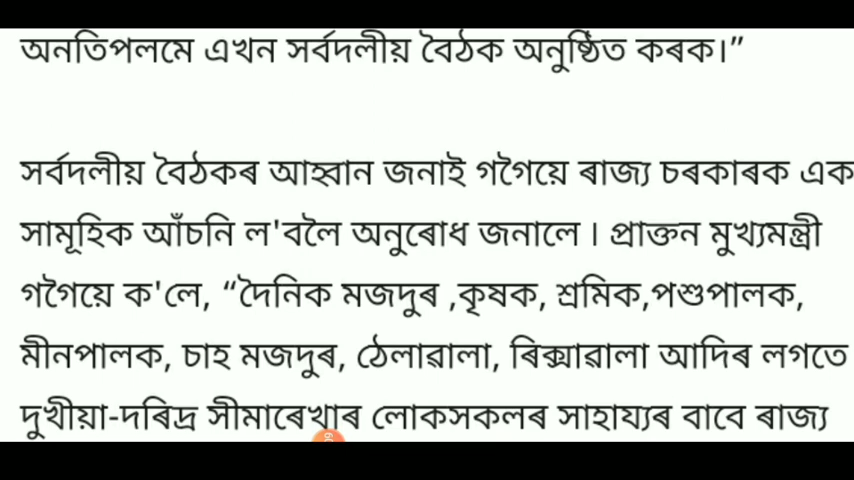 অনতিপলমে এখন সৰ্বদলীয় বৈঠক অনুষ্ঠিত কৰক।”
সৰ্বদলীয় বৈঠকৰ আহ্বান জনাই গগৈয়ে ৰাজ্য চৰকাৰক এক
সামূহিক আঁচনি ল'বলৈ অনুৰোধ জনালে । প্ৰাক্তন মুখ্যমন্ত্ৰী
গগৈয়ে ক'লে, “দৈনিক মজদুৰ ,কৃষক, শ্ৰমিক,পশুপালক,
মীনপালক, চাহ মজদুৰ, ঠেলাৱালা, ৰিক্সাৱালা আদিৰ লগতে
দুখীয়া-দৰিদ্ৰ সীমাৰেখাৰ লোকসকলৰ সাহায্যৰ বাবে ৰাজ্য